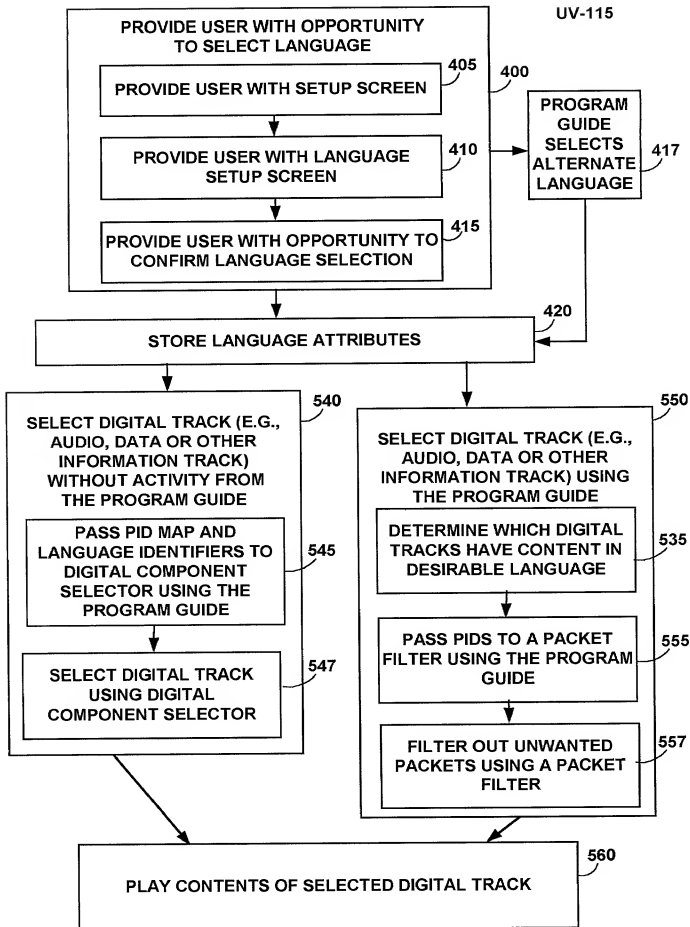 UV-115
PROVIDE USER WITH OPPORTUNITY
TO SELECT LANGUAGE
400
PROVIDE USER WITH SETUP SCREEN
405
PROVIDE USER WITH LANGUAGE
SETUP SCREEN
410
PROVIDE USER WITH OPPORTUNITY TO
CONFIRM LANGUAGE SELECTION
415
PROGRAM
GUIDE
SELECTS
ALTERNATE
LANGUAGE
417
STORE LANGUAGE ATTRIBUTES
420
SELECT DIGITAL TRACK (E.G.,
AUDIO, DATA OR OTHER
INFORMATION TRACK)
WITHOUT ACTIVITY FROM
THE PROGRAM GUIDE
540
PASS PID MAP AND
LANGUAGE IDENTIFIERS TO
DIGITAL COMPONENT
SELECTOR USING THE
PROGRAM GUIDE
545
SELECT DIGITAL TRACK
USING DIGITAL
COMPONENT SELECTOR
547
SELECT DIGITAL TRACK (E.G.,
AUDIO, DATA OR OTHER
INFORMATION TRACK) USING
THE PROGRAM GUIDE
550
DETERMINE WHICH DIGITAL
TRACKS HAVE CONTENT IN
DESIRABLE LANGUAGE
535
PASS PIDS TO A PACKET
FILTER USING THE PROGRAM
GUIDE
555
FILTER OUT UNWANTED
PACKETS USING A PACKET
FILTER
557
PLAY CONTENTS OF SELECTED DIGITAL TRACK
560